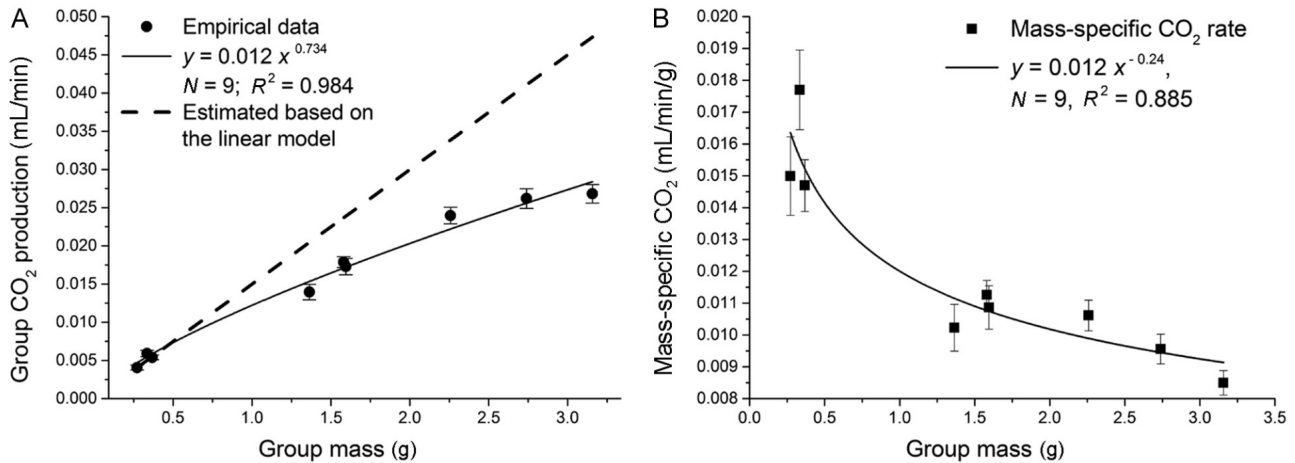 A
Group CO₂ production (mL/min)
0.050
0.045
0.040
0.035
0.030
0.025
0.020
0.015
0.010
0.005
0.000
Empirical data
y = 0.012 x^0.734
N = 9; R² = 0.984
Estimated based on
the linear model
0.5
1.0
1.5
2.0
2.5
3.0
Group mass (g)
B
Mass-specific CO₂ (mL/min/g)
0.020
0.019
0.018
0.017
0.016
0.015
0.014
0.013
0.012
0.011
0.010
0.009
0.008
Mass-specific CO₂ rate
y = 0.012 x^-0.24,
N = 9, R² = 0.885
0.0
0.5
1.0
1.5
2.0
2.5
3.0
3.5
Group mass (g)